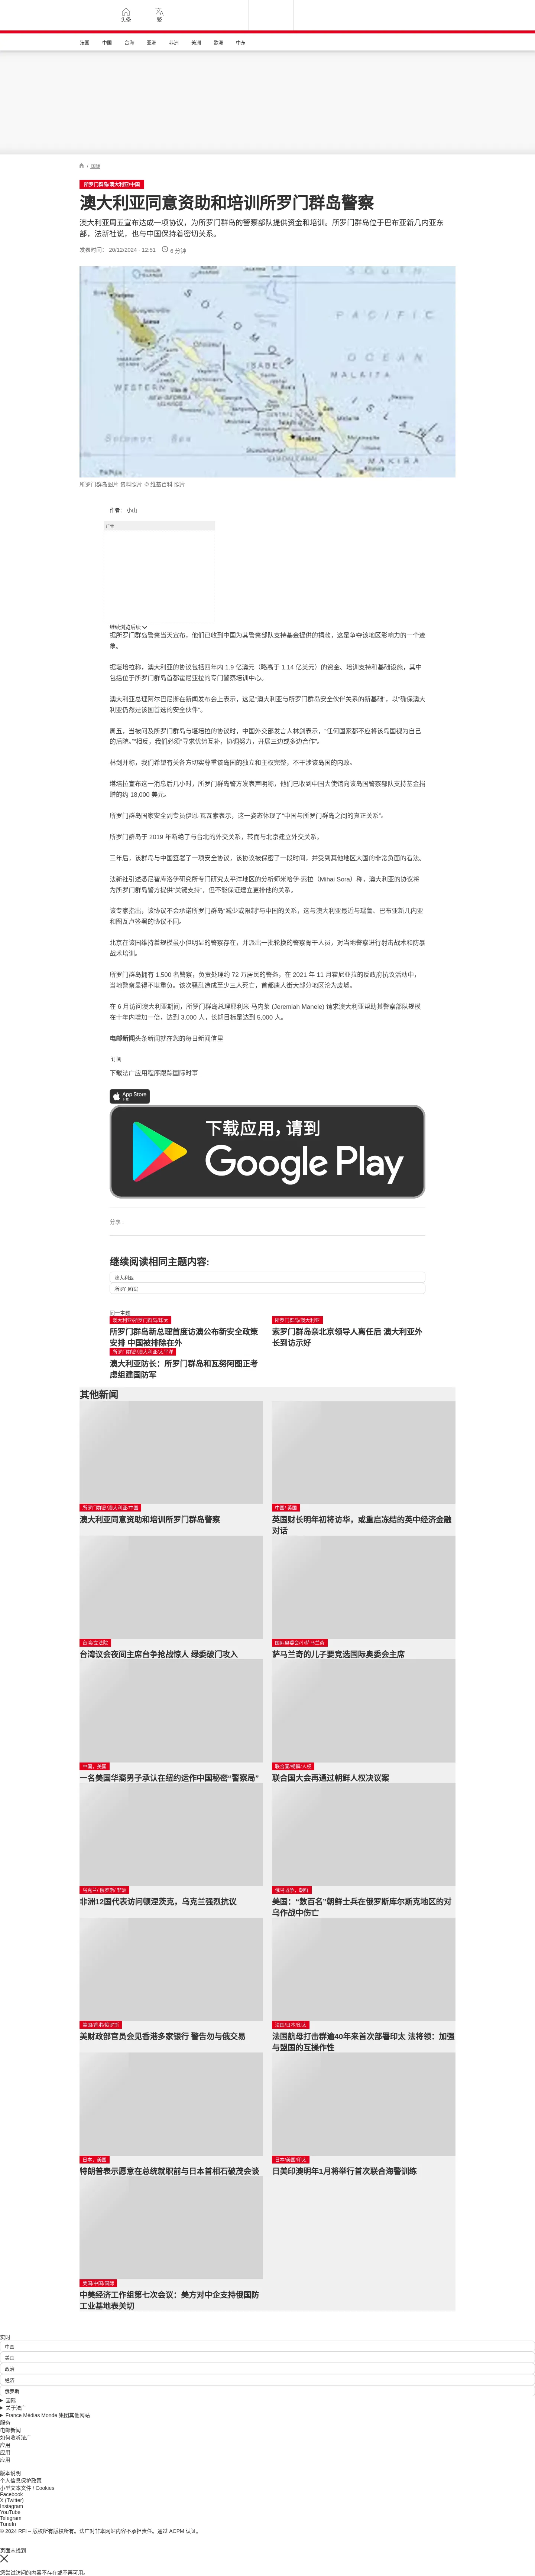 头条
繁
法国
中国
台海
亚洲
非洲
美洲
欧洲
中东
/ 国际
所罗门群岛/澳大利亚/中国
澳大利亚同意资助和培训所罗门群岛警察
澳大利亚周五宣布达成一项协议，为所罗门群岛的警察部队提供资金和培训。所罗门群岛位于巴布亚新几内亚东
部，法新社说，也与中国保持着密切关系。
发表时间： 20/12/2024 - 12:51 6 分钟
SOLOMON
PACIFIC
MALAITA
OCEAN
WESTERN
Solomon Sea
所罗门群岛图片 资料照片 © 维基百科 照片
作者： 小山
广告
继续浏览后续
据所罗门群岛警察当天宣布，他们已收到中国为其警察部队支持基金提供的捐款，这是争夺该地区影响力的一个迹
象。
据堪培拉称，澳大利亚的协议包括四年内 1.9 亿澳元（略高于 1.14 亿美元）的资金、培训支持和基础设施，其中
包括位于所罗门群岛首都霍尼亚拉的专门警察培训中心。
澳大利亚总理阿尔巴尼斯在新闻发布会上表示，这是“澳大利亚与所罗门群岛安全伙伴关系的新基础”，以“确保澳大
利亚仍然是该国首选的安全伙伴”。
周五，当被问及所罗门群岛与堪培拉的协议时，中国外交部发言人林剑表示，“任何国家都不应将该岛国视为自己
的后院。”“相反，我们必须”寻求优势互补，协调努力，开展三边或多边合作”。
林剑并称，我们希望有关各方切实尊重该岛国的独立和主权完整，不干涉该岛国的内政。
堪培拉宣布这一消息后几小时，所罗门群岛警方发表声明称，他们已收到中国大使馆向该岛国警察部队支持基金捐
赠的约 18,000 美元。
所罗门群岛国家安全副专员伊恩·瓦瓦素表示，这一姿态体现了“中国与所罗门群岛之间的真正关系”。
所罗门群岛于 2019 年断绝了与台北的外交关系，转而与北京建立外交关系。
三年后，该群岛与中国签署了一项安全协议，该协议被保密了一段时间，并受到其他地区大国的非常负面的看法。
法新社引述悉尼智库洛伊研究所专门研究太平洋地区的分析师米哈伊·索拉（Mihai Sora）称，澳大利亚的协议将
为所罗门群岛警方提供“关键支持”，但不能保证建立更排他的关系。
该专家指出，该协议不会承诺所罗门群岛“减少或限制”与中国的关系，这与澳大利亚最近与瑙鲁、巴布亚新几内亚
和图瓦卢签署的协议不同。
北京在该国维持着规模虽小但明显的警察存在，并派出一批轮换的警察骨干人员，对当地警察进行射击战术和防暴
战术培训。
所罗门群岛拥有 1,500 名警察，负责处理约 72 万居民的警务，在 2021 年 11 月霍尼亚拉的反政府抗议活动中，
当地警察显得不堪重负。该次骚乱造成至少三人死亡，首都唐人街大部分地区沦为废墟。
在 6 月访问澳大利亚期间，所罗门群岛总理耶利米·马内莱 (Jeremiah Manele) 请求澳大利亚帮助其警察部队规模
在十年内增加一倍，达到 3,000 人，长期目标是达到 5,000 人。
电邮新闻头条新闻就在您的每日新闻信里
订阅
下载法广应用程序跟踪国际时事
App Store
下载
下载应用，请到
Google Play
分享 :
继续阅读相同主题内容:
澳大利亚
所罗门群岛
同一主题
澳大利亚/所罗门群岛/印太
所罗门群岛新总理首度访澳公布新安全政策
安排 中国被排除在外
所罗门群岛/澳大利亚
索罗门群岛亲北京领导人离任后 澳大利亚外
长到访示好
所罗门群岛/澳大利亚/太平洋
澳大利亚防长：所罗门群岛和瓦努阿图正考
虑组建国防军
其他新闻
所罗门群岛/澳大利亚/中国
澳大利亚同意资助和培训所罗门群岛警察
中国/ 英国
英国财长明年初将访华，或重启冻结的英中经济金融
对话
台湾/立法院
台湾议会夜间主席台争抢战惊人 绿委破门攻入
国际奥委会/小萨马兰奇
萨马兰奇的儿子要竞选国际奥委会主席
中国，美国
一名美国华裔男子承认在纽约运作中国秘密“警察局”
联合国/朝鲜/人权
联合国大会再通过朝鲜人权决议案
乌克兰/ 俄罗斯/ 非洲
非洲12国代表访问顿涅茨克，乌克兰强烈抗议
俄乌战争，朝鲜
美国：“数百名”朝鲜士兵在俄罗斯库尔斯克地区的对
乌作战中伤亡
美国/香港/俄罗斯
美财政部官员会见香港多家银行 警告勿与俄交易
法国/日本/印太
法国航母打击群逾40年来首次部署印太 法将领：加强
与盟国的互操作性
日本，美国
特朗普表示愿意在总统就职前与日本首相石破茂会谈
日本/美国/印太
日美印澳明年1月将举行首次联合海警训练
美国/中国/国际
中美经济工作组第七次会议：美方对中企支持俄国防
工业基地表关切
实时
中国
美国
政治
经济
俄罗斯
国际
关于法广
France Médias Monde 集团其他网站
服务
电邮新闻
如何收听法广
应用
应用
应用
版本说明
个人信息保护政策
小型文本文件 / Cookies
Facebook
X (Twitter)
Instagram
YouTube
Telegram
TuneIn
© 2024 RFI – 版权所有版权所有。法广对非本网站内容不承担责任。通过 ACPM 认证。
页面未找到
您尝试访问的内容不存在或不再可用。